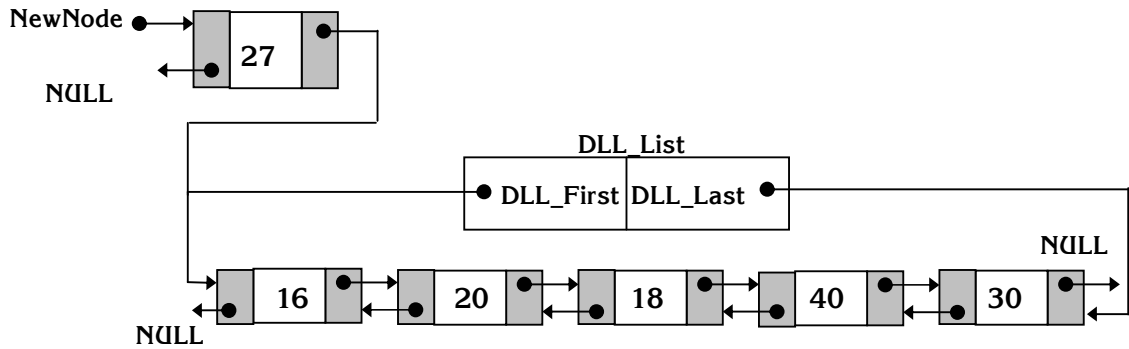 NewNode
27
NULL
DLL_List
DLL_First DLL_Last
NULL
16 20 18 40 30
NULL